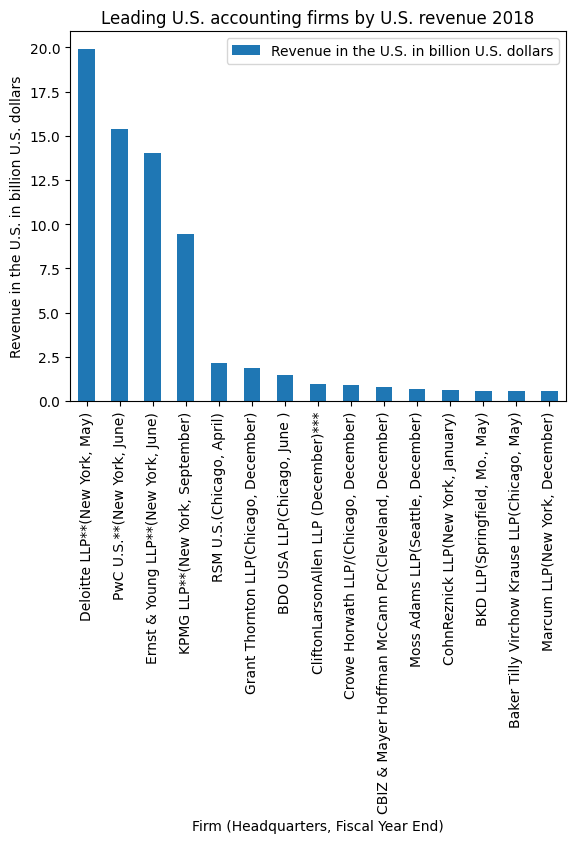 Leading U.S. accounting firms by U.S. revenue 2018
Revenue in the U.S. in billion U.S. dollars
Revenue in the U.S. in billion U.S. dollars
20.0
17.5
15.0
12.5
10.0
7.5
5.0
2.5
0.0
Deloitte LLP**(New York, May)
PwC U.S.**(New York, June)
Ernst & Young LLP**(New York, June)
KPMG LLP**(New York, September)
RSM U.S.(Chicago, April)
Grant Thornton LLP(Chicago, December)
BDO USA LLP(Chicago, June )
CliftonLarsonAllen LLP (December)***
Crowe Horwath LLP/(Chicago, December)
CBIZ & Mayer Hoffman McCann PC(Cleveland, December)
Moss Adams LLP(Seattle, December)
CohnReznick LLP(New York, January)
BKD LLP(Springfield, Mo., May)
Baker Tilly Virchow Krause LLP(Chicago, May)
Marcum LLP(New York, December)
Firm (Headquarters, Fiscal Year End)